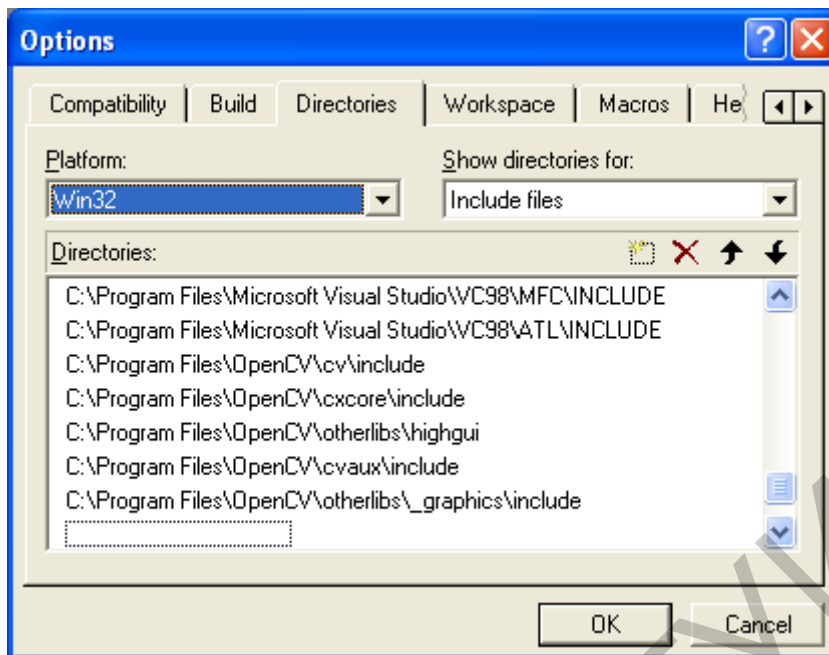 Options
Compatibility Build Directories Workspace Macros He
Platform: Show directories for:
Win32 Include files
Directories:
C:\Program Files\Microsoft Visual Studio\VC98\MFC\INCLUDE
C:\Program Files\Microsoft Visual Studio\VC98\ATL\INCLUDE
C:\Program Files\OpenCV\cv\include
C:\Program Files\OpenCV\cxcore\include
C:\Program Files\OpenCV\otherlibs\highgui
C:\Program Files\OpenCV\cvaux\include
C:\Program Files\OpenCV\otherlibs\_graphics\include
OK Cancel